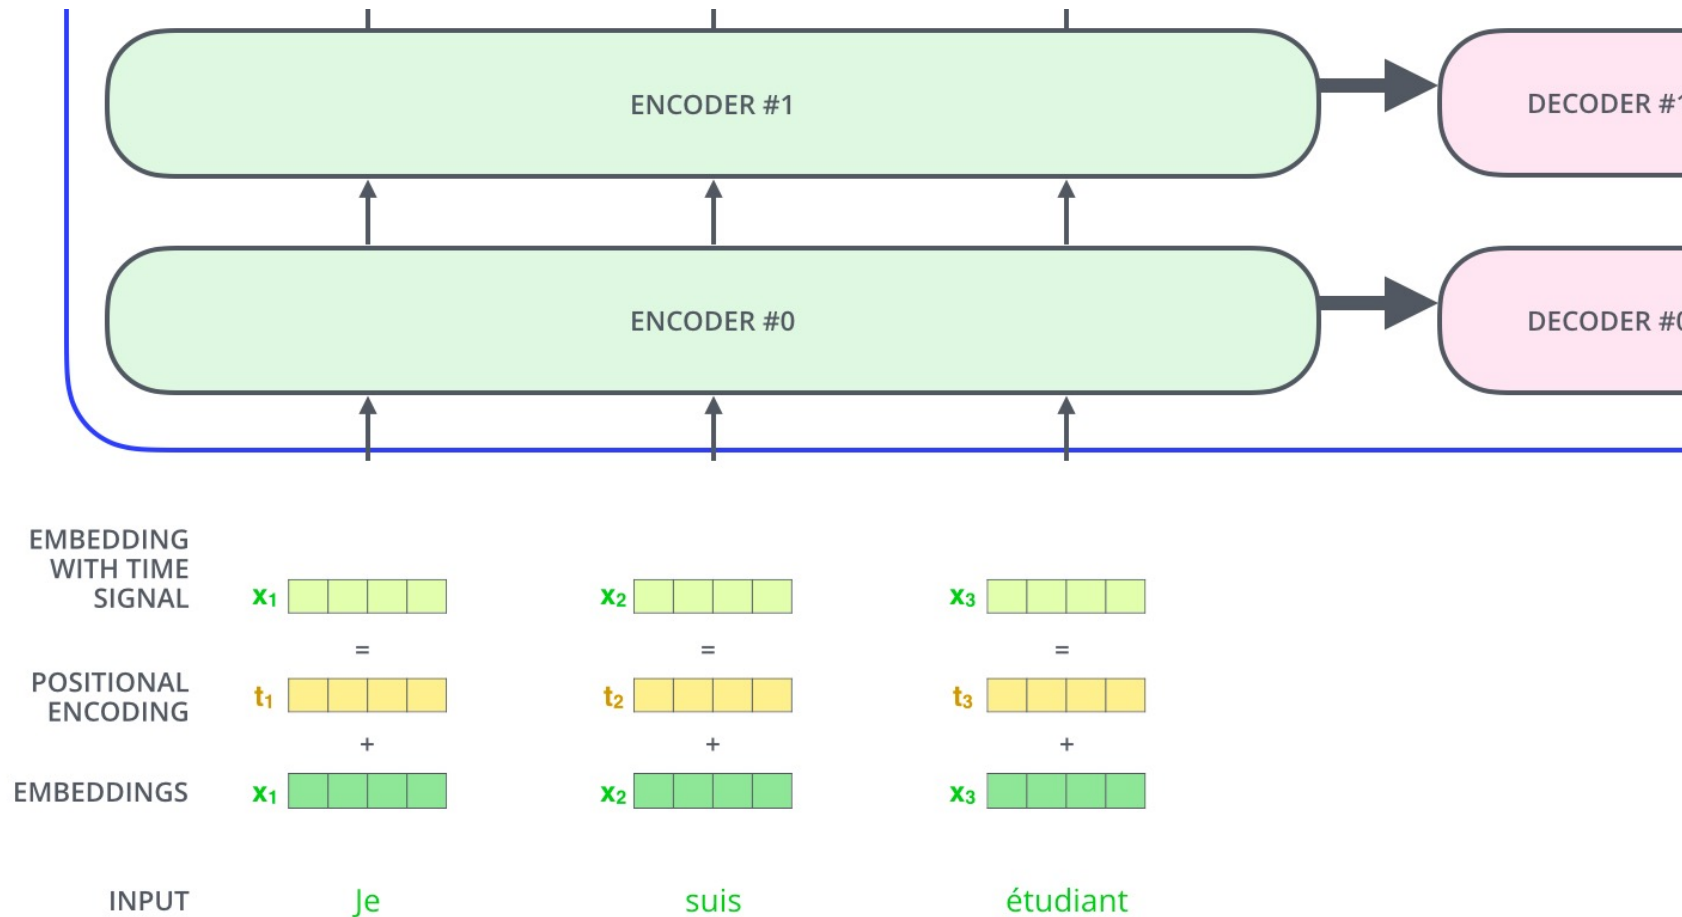 ENCODER #1
DECODER #1
ENCODER #0
DECODER #0
EMBEDDING
WITH TIME
SIGNAL
x₁
x₂
x₃
=
=
=
POSITIONAL
ENCODING
t₁
t₂
t₃
+
+
+
EMBEDDINGS
x₁
x₂
x₃
INPUT
Je
suis
étudiant